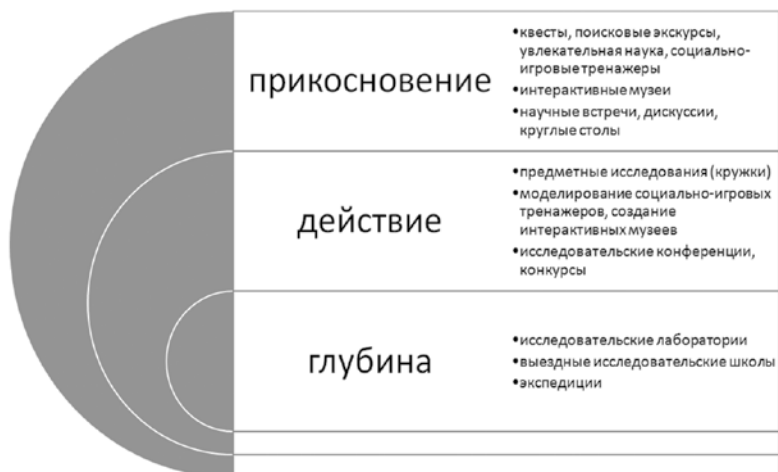 прикосновение
•квесты, поисковые экскурсы,
увлекательная наука, социально-
игровые тренажеры
•интерактивные музеи
•научные встречи, дискуссии,
круглые столы
действие
•предметные исследования (кружки)
•моделирование социально-игровых
тренажеров, создание
интерактивных музеев
•исследовательские конференции,
конкурсы
глубина
•исследовательские лаборатории
•выездные исследовательские школы
•экспедиции